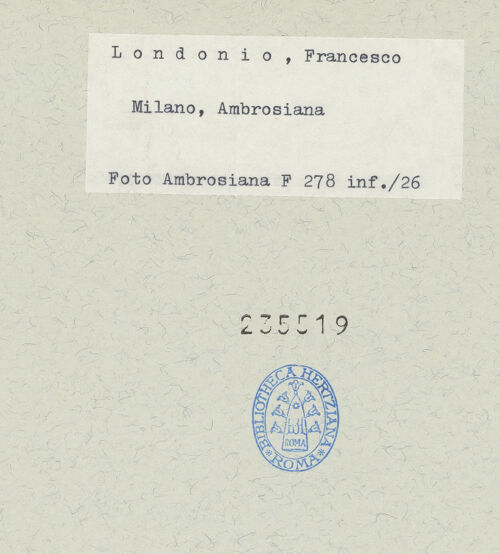 Londonio, Francesco
Milano, Ambrosiana
Foto Ambrosiana F 278 inf./26
235519
BIBLIOTHECA HERTZIANA
ROMA
ROMA